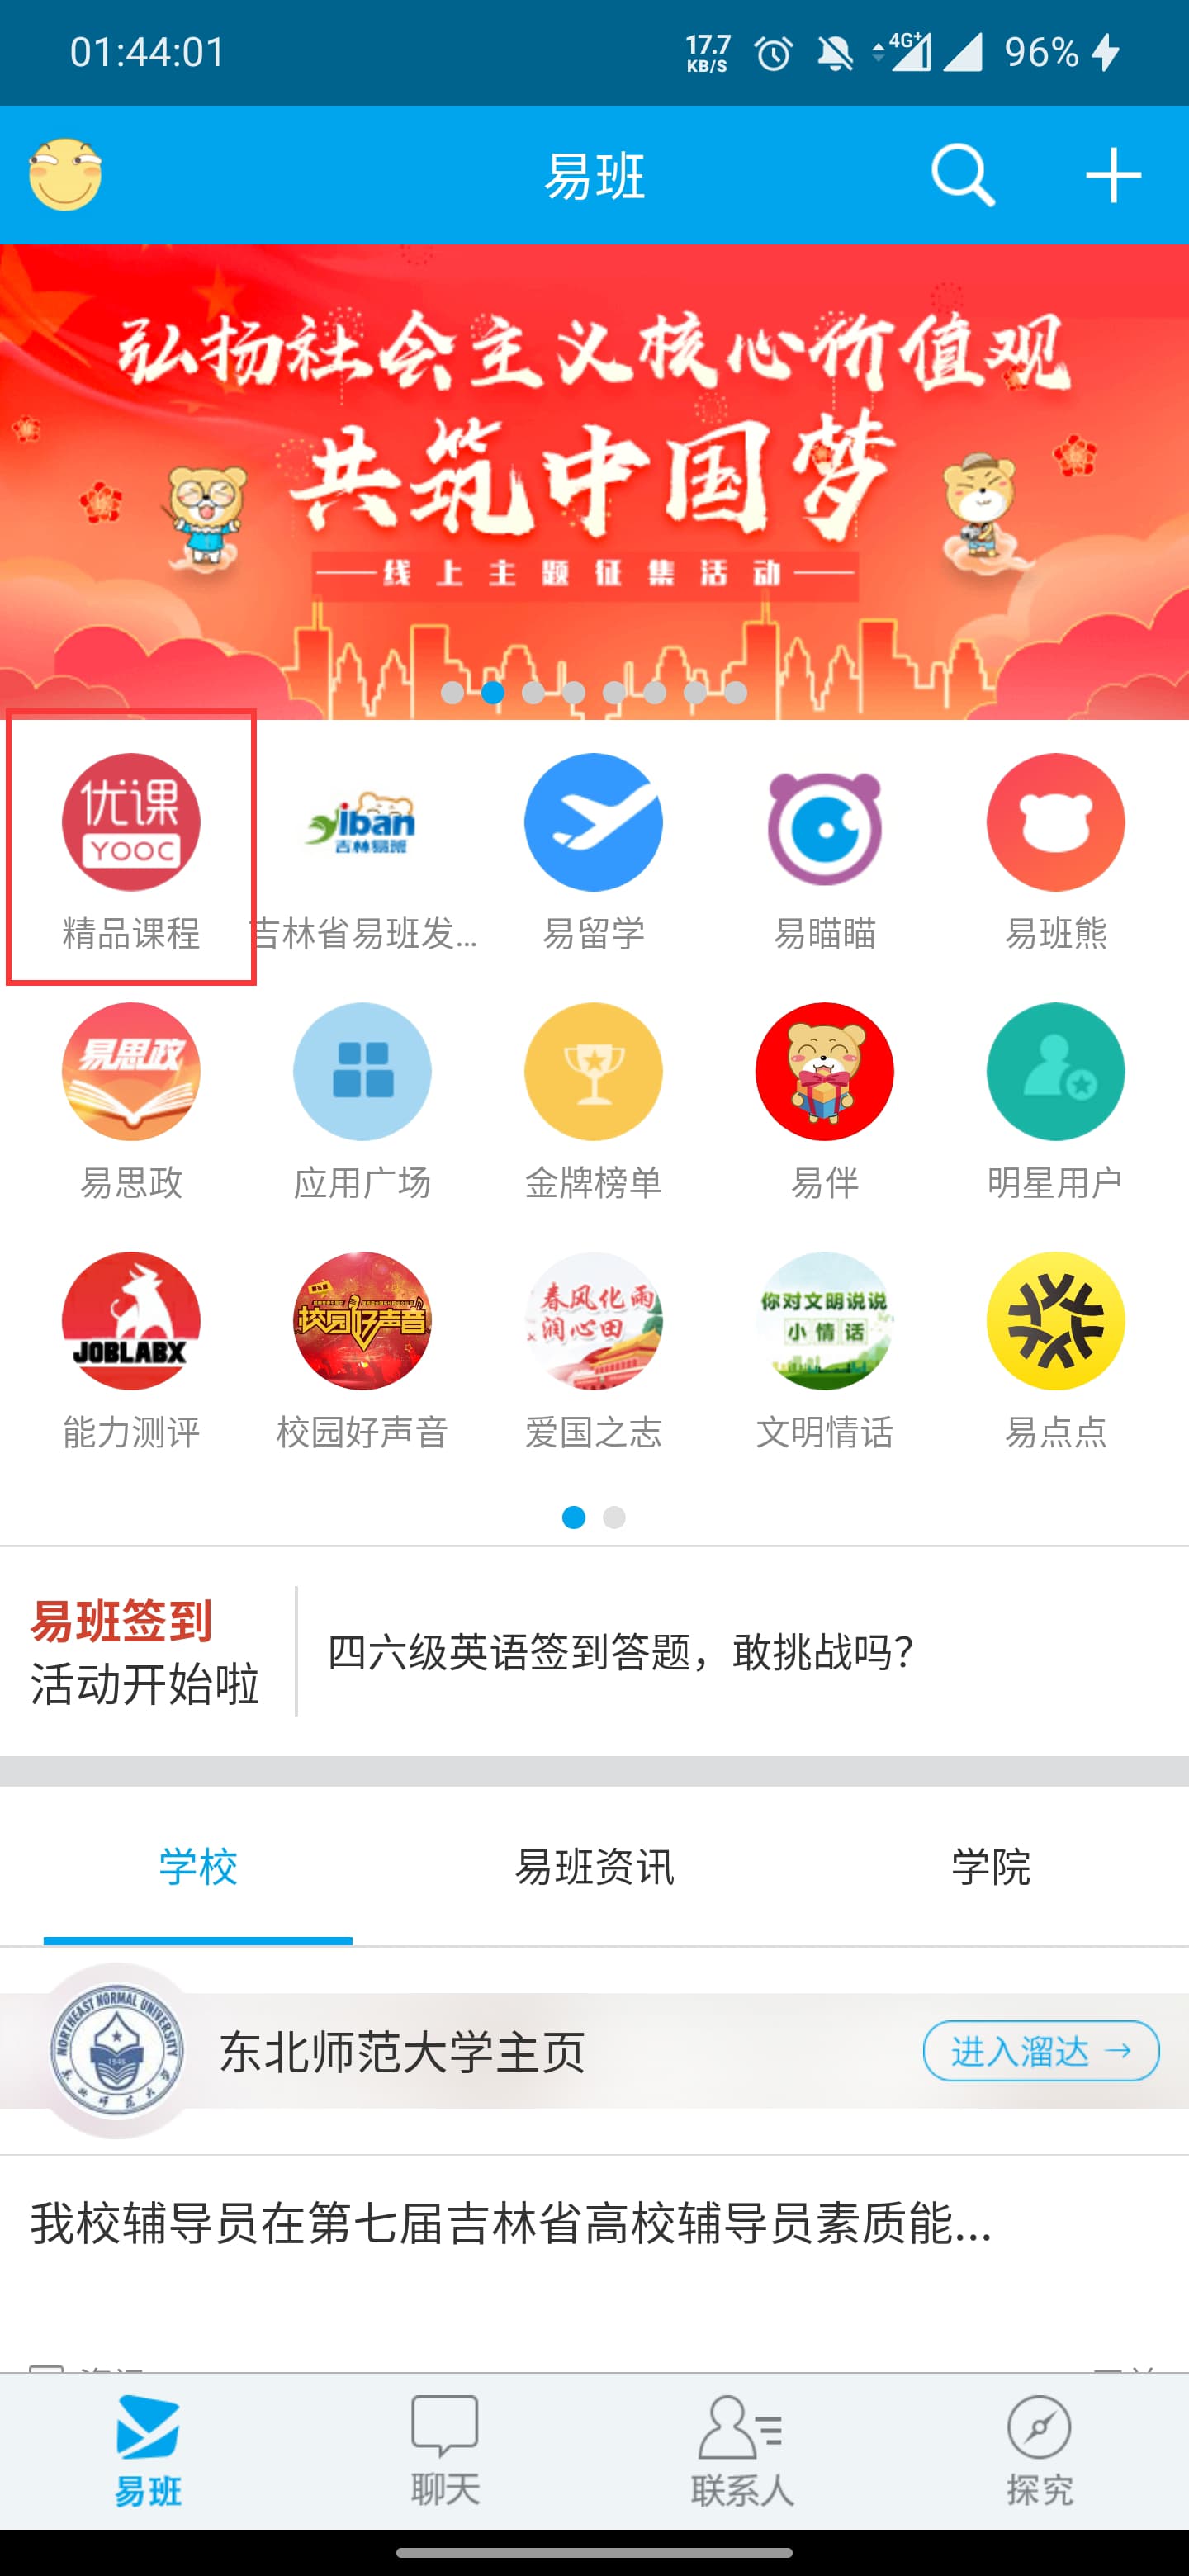 01:44:01
17.7
KB/S
4G+
96%
易班
弘扬社会主义核心价值观
共筑中国梦
线上主题征集活动
优课
YOOC
yiban
吉林易班
精品课程
吉林省易班发...
易留学
易瞄瞄
易班熊
易思政
易思政
应用广场
金牌榜单
易伴
明星用户
JOBLABX
校园好声音
春风化雨
润心田
你对文明说说
小情话
能力测评
校园好声音
爱国之志
文明情话
易点点
易班签到
活动开始啦
四六级英语签到答题，敢挑战吗？
学校
易班资讯
学院
NORTHEAST NORMAL UNIVERSITY
1946
东北师范大学
东北师范大学主页
进入溜达 →
我校辅导员在第七届吉林省高校辅导员素质能...
易班
聊天
联系人
探究